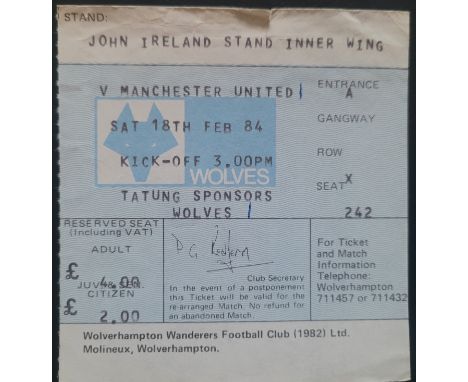 STAND:
JOHN IRELAND STAND INNER WING
V MANCHESTER UNITED
ENTRANCE
A
SAT 18TH FEB 84
GANGWAY
KICK-OFF 3.00PM
ROW
X
WOLVES
SEAT
TATUNG SPONSORS
WOLVES
242
RESERVED SEAT
(Including VAT)
ADULT
£ 4.00
JUV & SEN.
CITIZEN
£ 2.00
Club Secretary
In the event of a postponement
this Ticket will be valid for the
re-arranged Match. No refund for
an abandoned Match.
For Ticket
and Match
Information
Telephone:
Wolverhampton
711457 or 711432
Wolverhampton Wanderers Football Club (1982) Ltd.
Molineux, Wolverhampton.